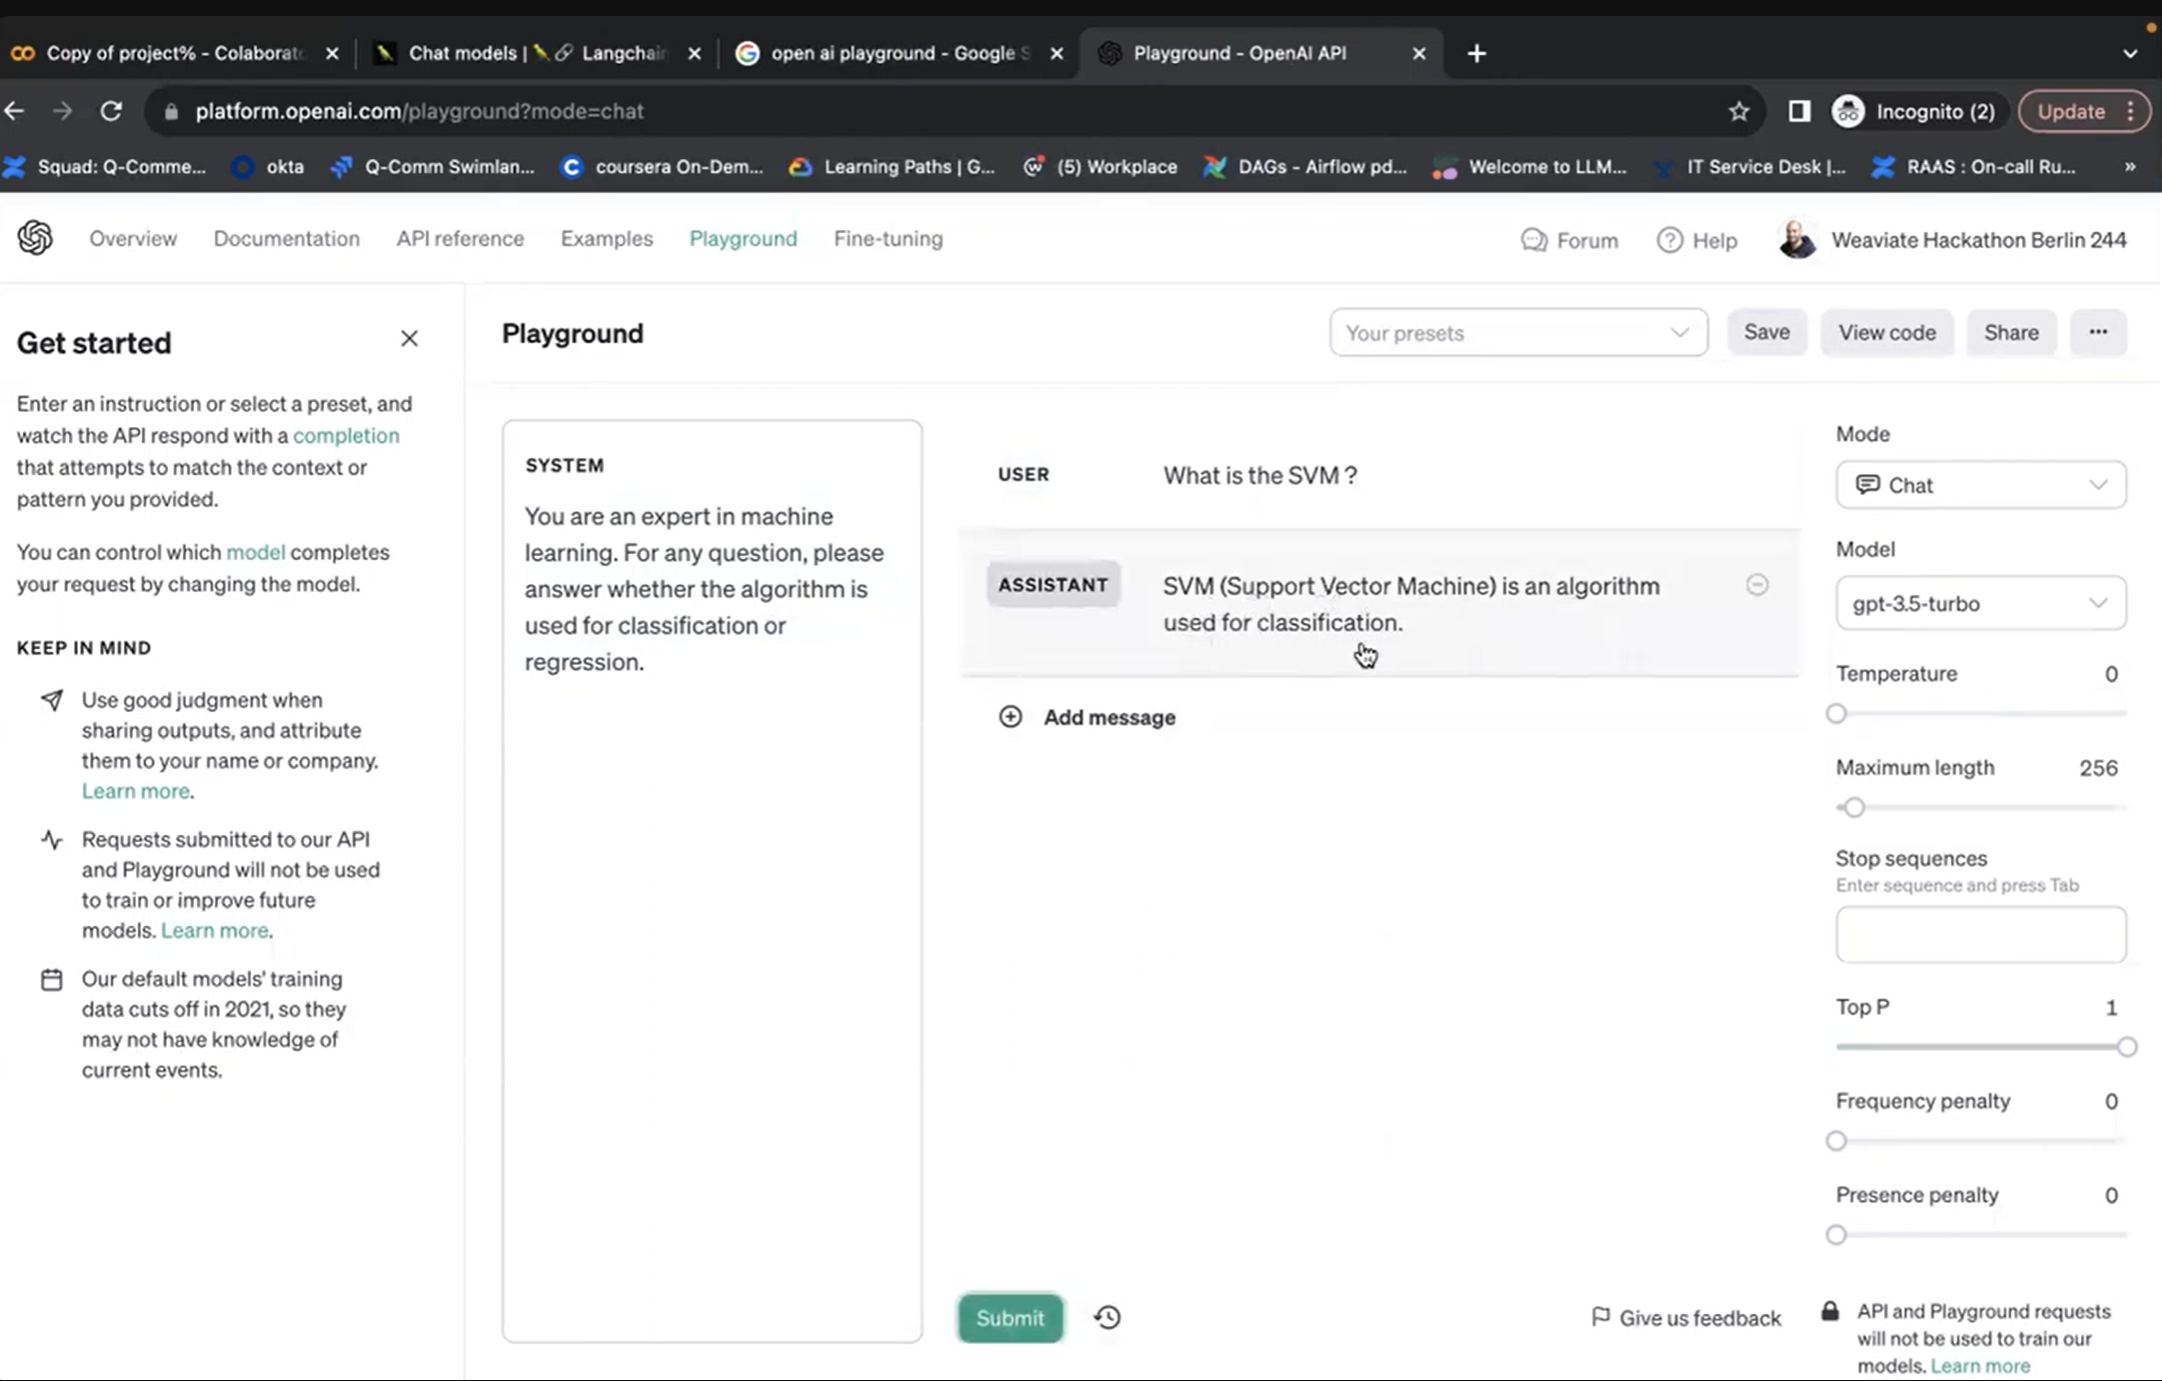 Copy of project% - Colaborato
Chat models | Langchain
open ai playground - Google S
Playground - OpenAI API
platform.openai.com/playground?mode=chat
Incognito (2)
Update
Squad: Q-Comme...
okta
Q-Comm Swimlan...
coursera On-Dem...
Learning Paths | G...
(5) Workplace
DAGs - Airflow pd...
Welcome to LLM...
IT Service Desk |...
RAAS : On-call Ru...
»
Overview
Documentation
API reference
Examples
Playground
Fine-tuning
Forum
Help
Weaviate Hackathon Berlin 244
Get started
Enter an instruction or select a preset, and
watch the API respond with a completion
that attempts to match the context or
pattern you provided.
You can control which model completes
your request by changing the model.
KEEP IN MIND
Use good judgment when
sharing outputs, and attribute
them to your name or company.
Learn more.
Requests submitted to our API
and Playground will not be used
to train or improve future
models. Learn more.
Our default models' training
data cuts off in 2021, so they
may not have knowledge of
current events.
Playground
Your presets
Save
View code
Share
...
SYSTEM
You are an expert in machine
learning. For any question, please
answer whether the algorithm is
used for classification or
regression.
USER
What is the SVM ?
ASSISTANT
SVM (Support Vector Machine) is an algorithm
used for classification.
Add message
Submit
Give us feedback
Mode
Chat
Model
gpt-3.5-turbo
Temperature 0
Maximum length 256
Stop sequences
Enter sequence and press Tab
Top P 1
Frequency penalty 0
Presence penalty 0
API and Playground requests
will not be used to train our
models. Learn more